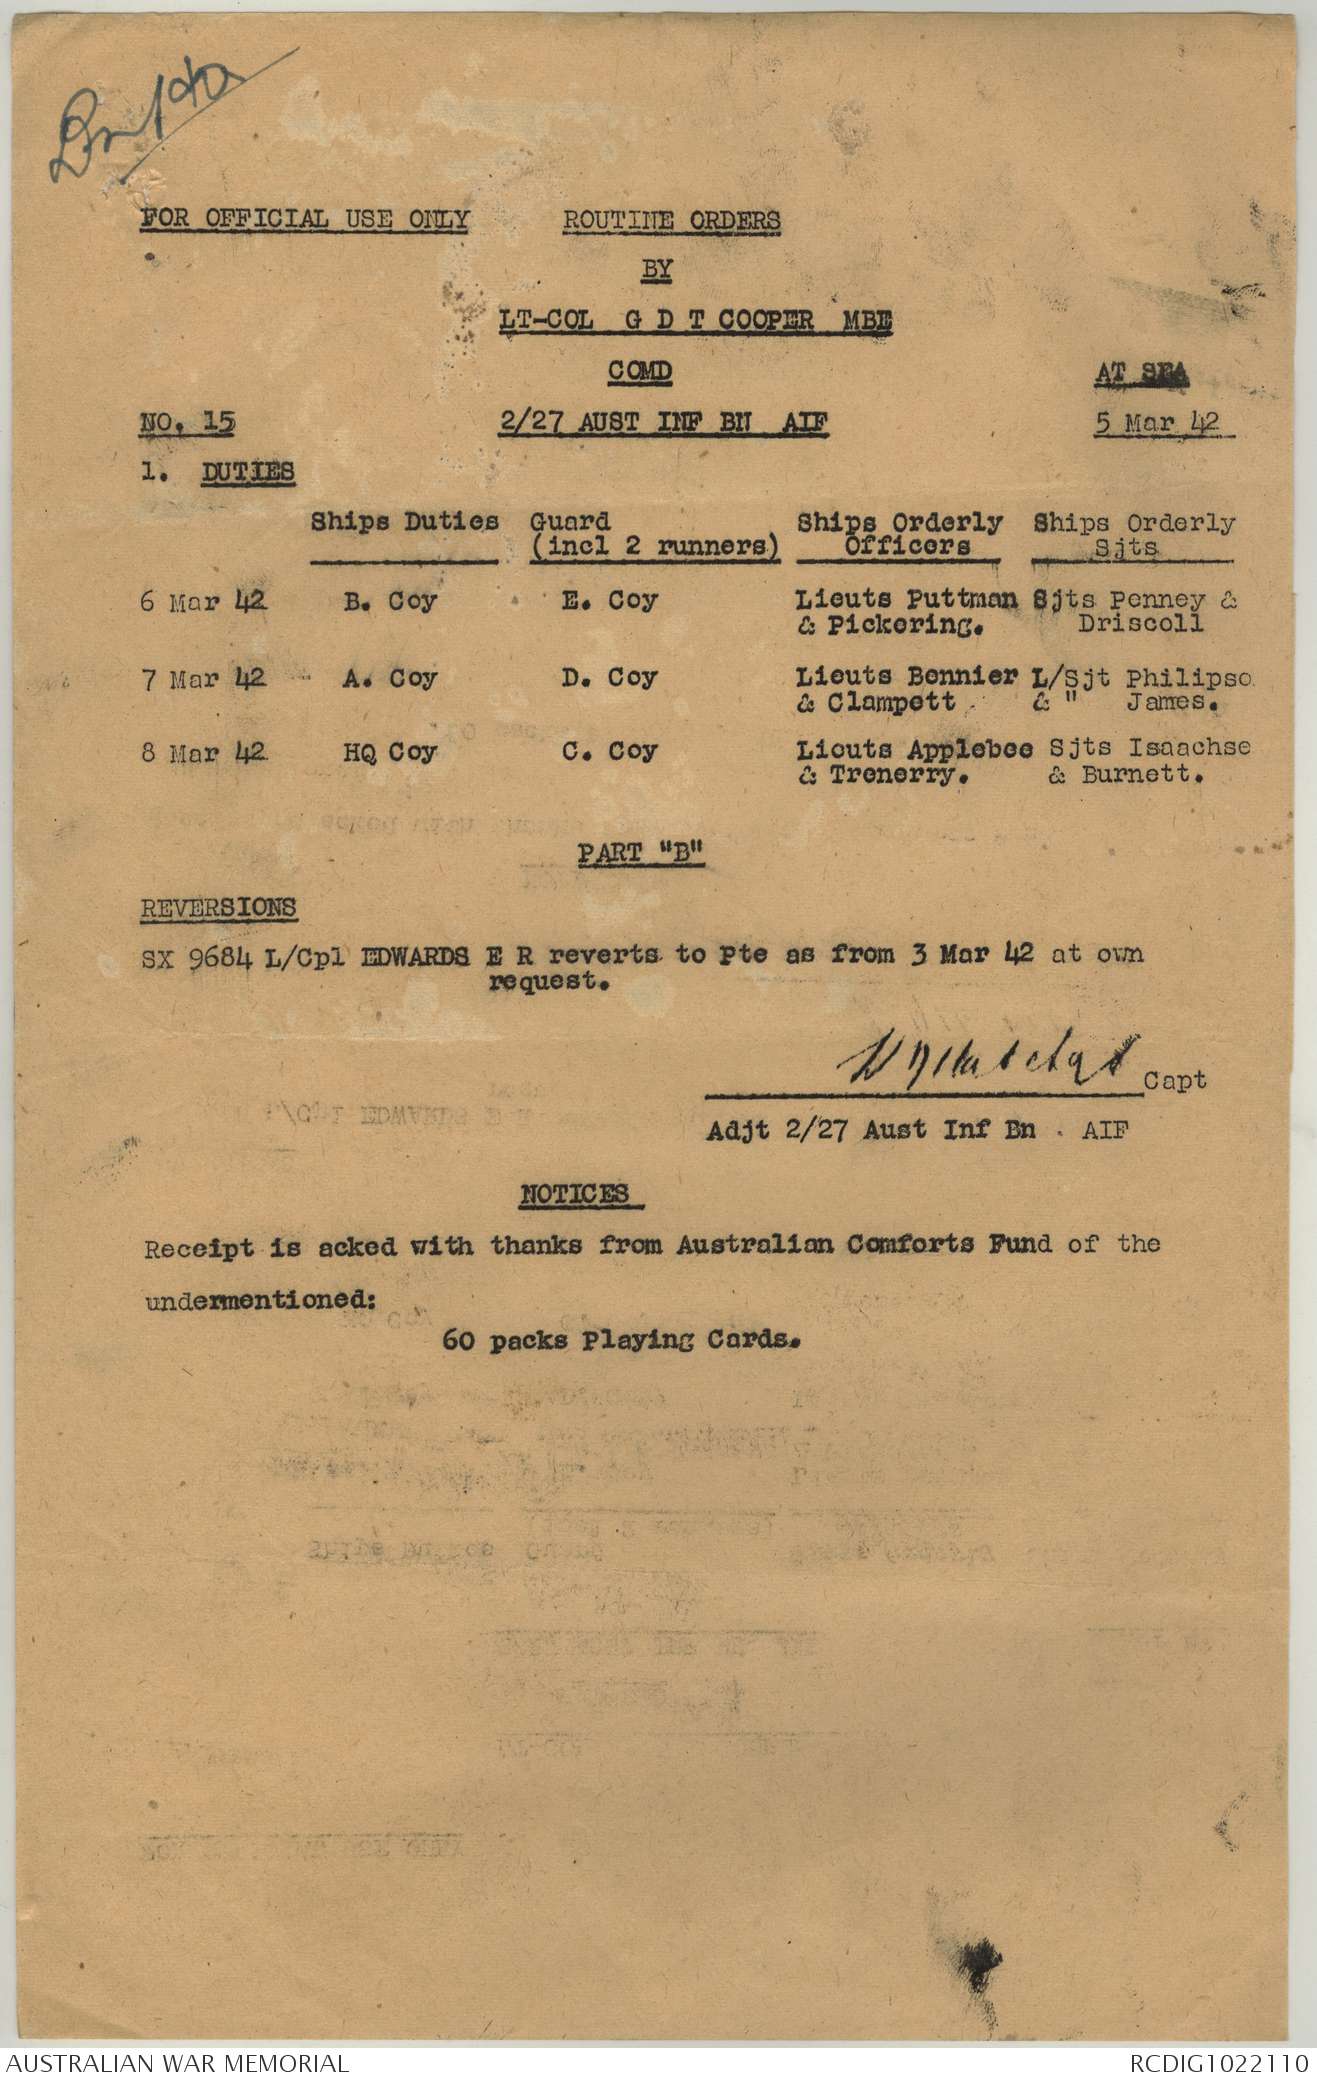 FOR OFFICIAL USE ONLY ROUTINE ORDERS
BY
LT-COL G D T COOPER MBE
COMD AT SEA
NO. 15 2/27 AUST INF BN AIF 5 Mar 42
1. DUTIES
Ships Duties Guard Ships Orderly Ships Orderly
(incl 2 runners) Officers Sjts
6 Mar 42 B. Coy E. Coy Lieuts Puttman Sjts Penney &
& Pickering. Driscoll
7 Mar 42 A. Coy D. Coy Lieuts Bennier L/Sjt Philipso
& Clampett & " James.
8 Mar 42 HQ Coy C. Coy Lieuts Applebee Sjts Isaachse
& Trenerry. & Burnett.
PART "B"
REVERSIONS
SX 9684 L/Cpl EDWARDS E R reverts to Pte as from 3 Mar 42 at own
request.
Capt
Adjt 2/27 Aust Inf Bn AIF
NOTICES
Receipt is acked with thanks from Australian Comforts Fund of the
undermentioned:
60 packs Playing Cards.
AUSTRALIAN WAR MEMORIAL RCDIG1022110